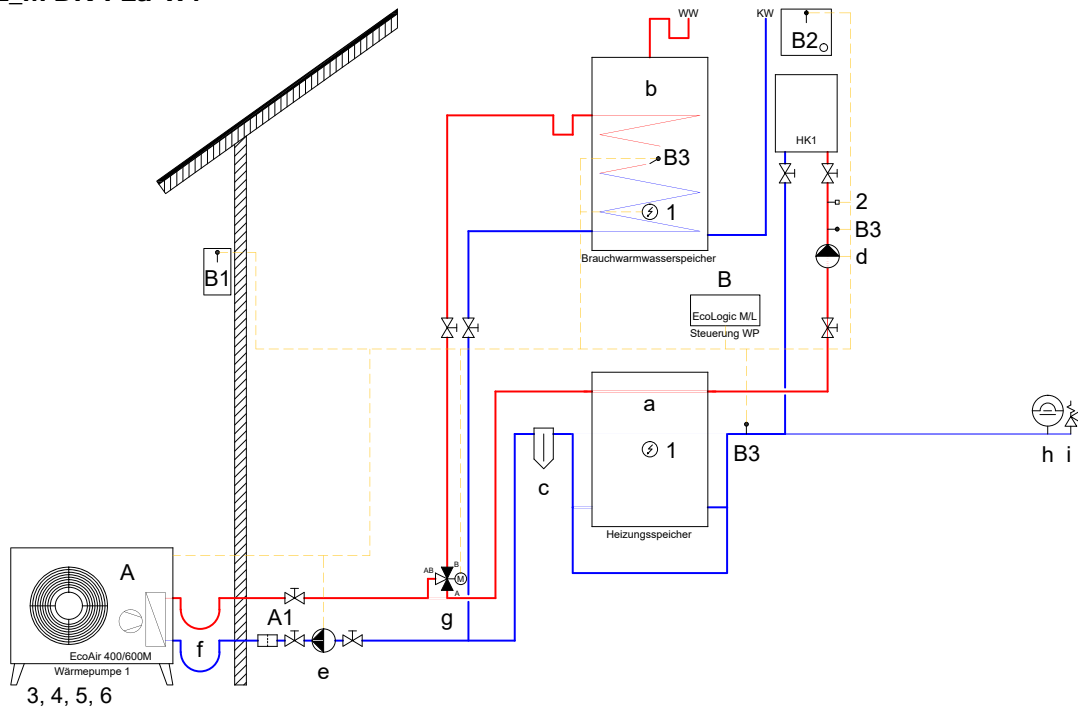 WW
KW
B2
b
HK1
B3
2
1
B3
d
Brauchwarmwasserspeicher
B1
B
EcoLogic M/L
Steuerung WP
a
1
B3
h
i
c
Heizungsspeicher
A
AB
B
M
A
A1
g
f
EcoAir 400/600M
Wärmepumpe 1
e
3, 4, 5, 6